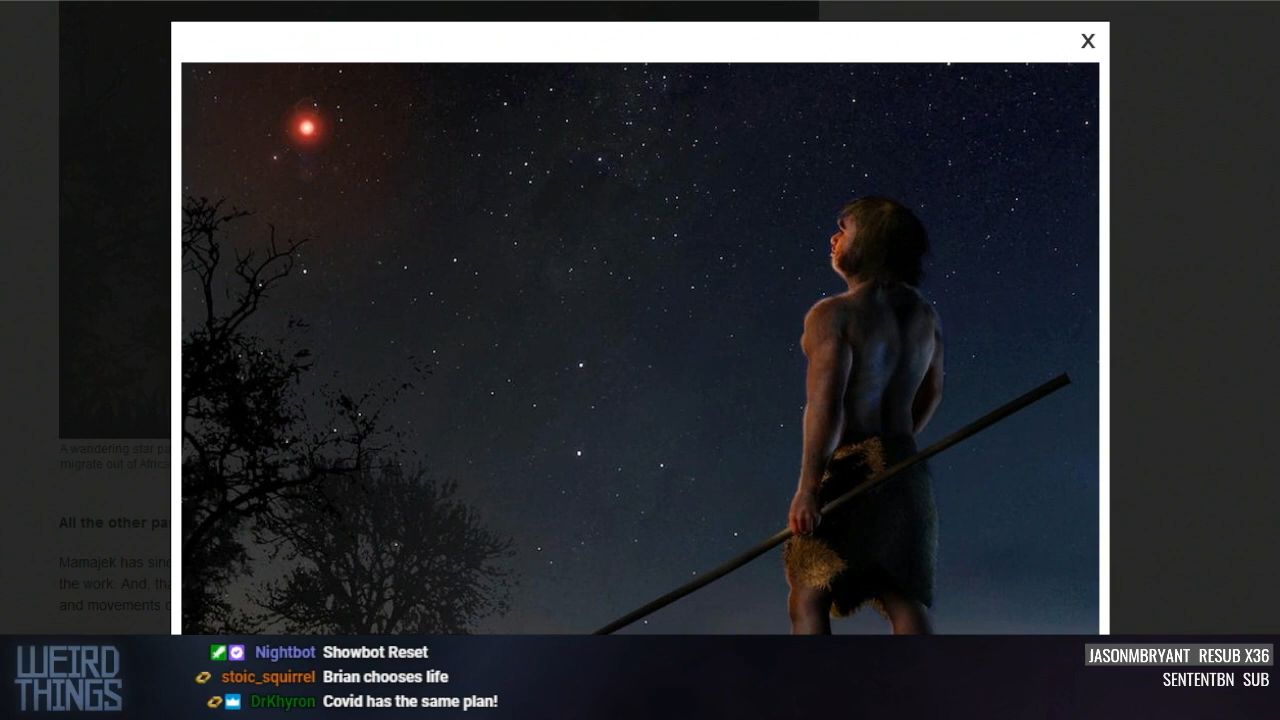 X
A wandering star pa
migrate out of Africa
All the other pa
Mamajek has sinc
the work. And, tha
and movements o
WEIRD
THINGS
Nightbot Showbot Reset
stoic_squirrel Brian chooses life
DrKhyron Covid has the same plan!
JASONMBRYANT RESUB X36
SENTENTBN SUB